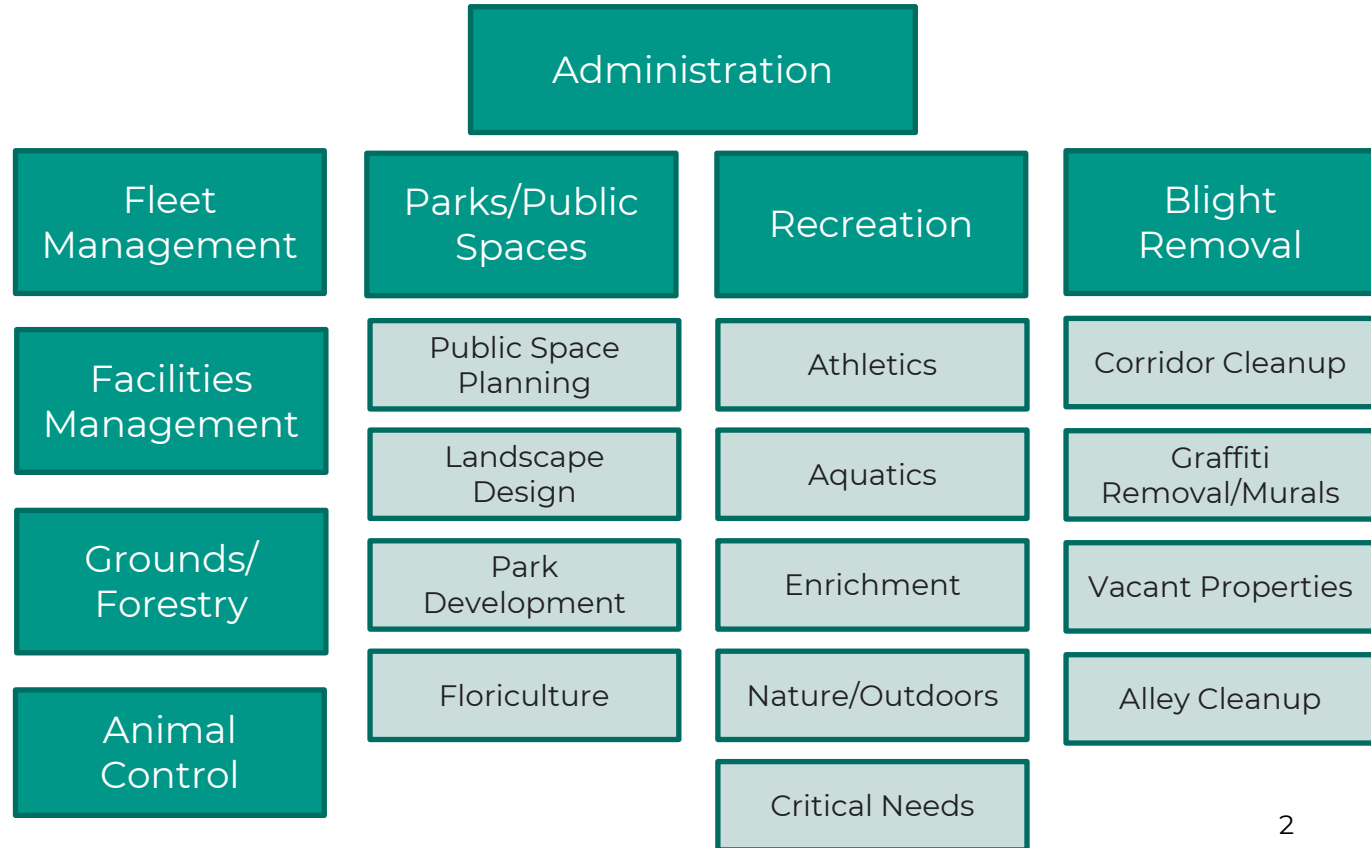 Administration
Fleet
Management
Facilities
Management
Grounds/
Forestry
Animal
Control
Parks/Public
Spaces
Public Space
Planning
Landscape
Design
Park
Development
Floriculture
Recreation
Athletics
Aquatics
Enrichment
Nature/Outdoors
Critical Needs
Blight
Removal
Corridor Cleanup
Graffiti
Removal/Murals
Vacant Properties
Alley Cleanup
2